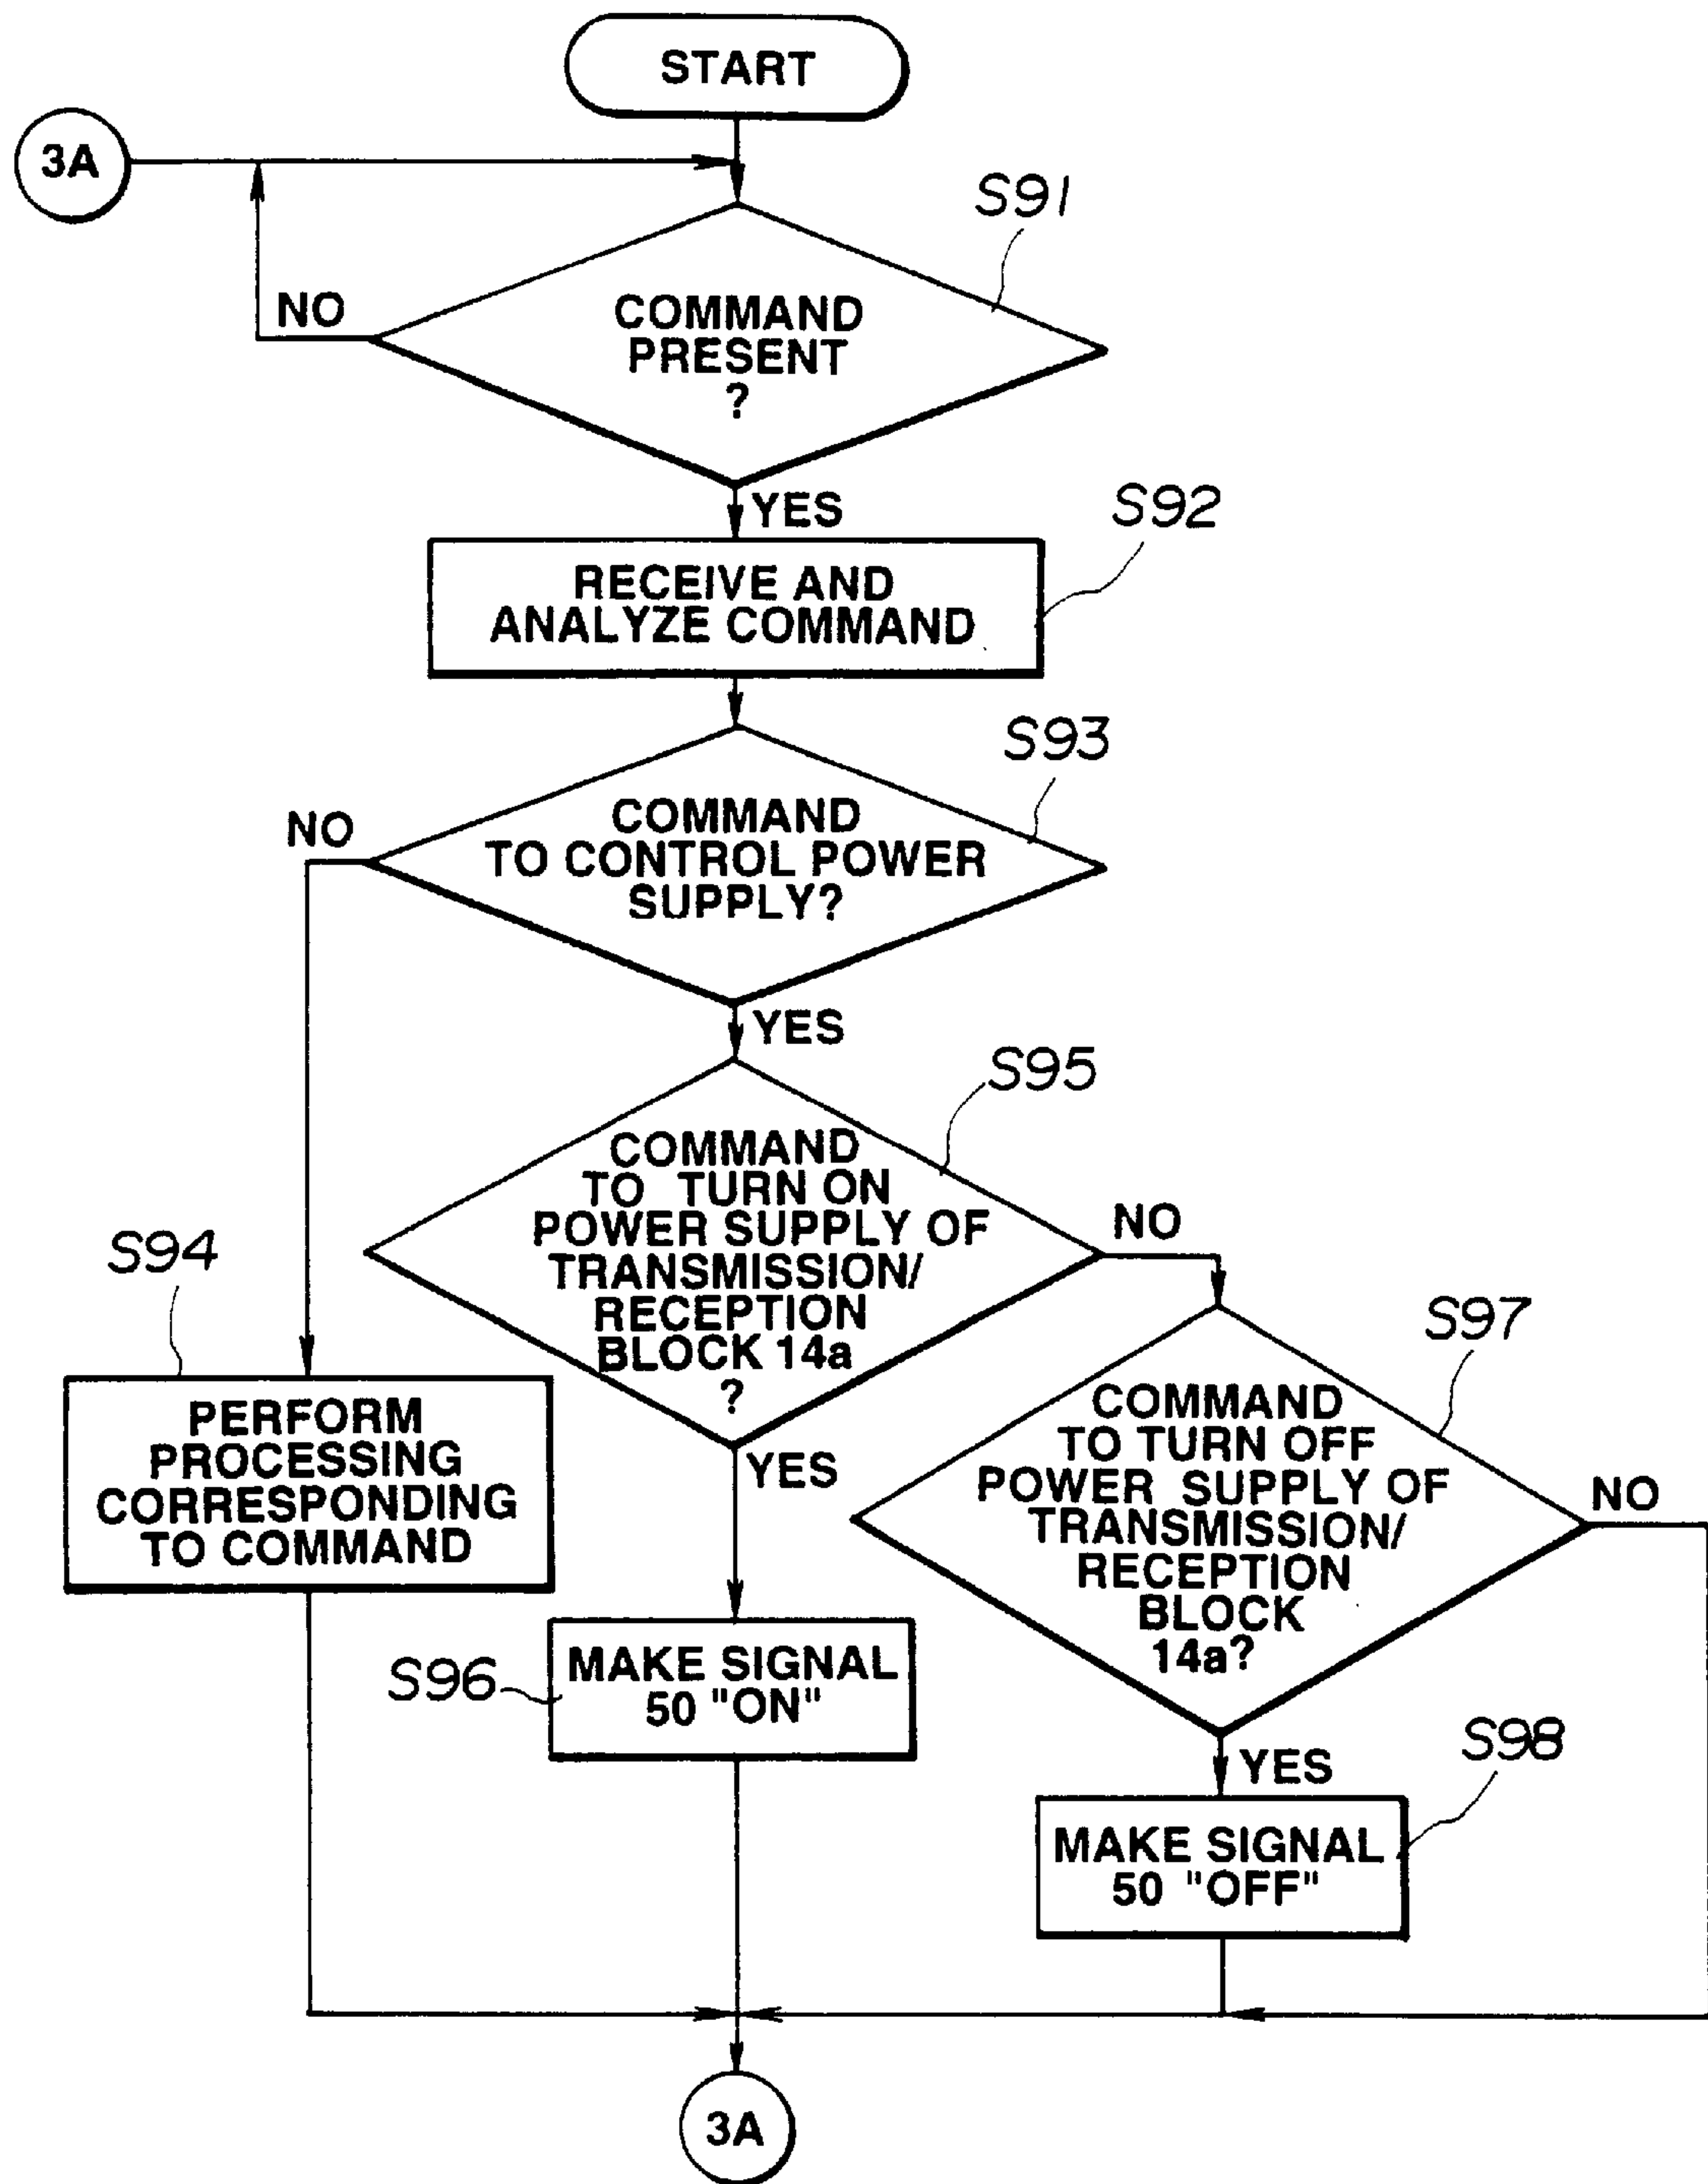 START
3A
S91
NO
COMMAND
PRESENT
?
YES
S92
RECEIVE AND
ANALYZE COMMAND
S93
NO
COMMAND
TO CONTROL POWER
SUPPLY?
YES
S95
COMMAND
TO TURN ON
POWER SUPPLY OF
TRANSMISSION/
RECEPTION
BLOCK 14a
?
NO
S94
PERFORM
PROCESSING
CORRESPONDING
TO COMMAND
YES
S97
COMMAND
TO TURN OFF
POWER SUPPLY OF
TRANSMISSION/
RECEPTION
BLOCK
14a?
NO
S96
MAKE SIGNAL
50 "ON"
YES
S98
MAKE SIGNAL
50 "OFF"
3A